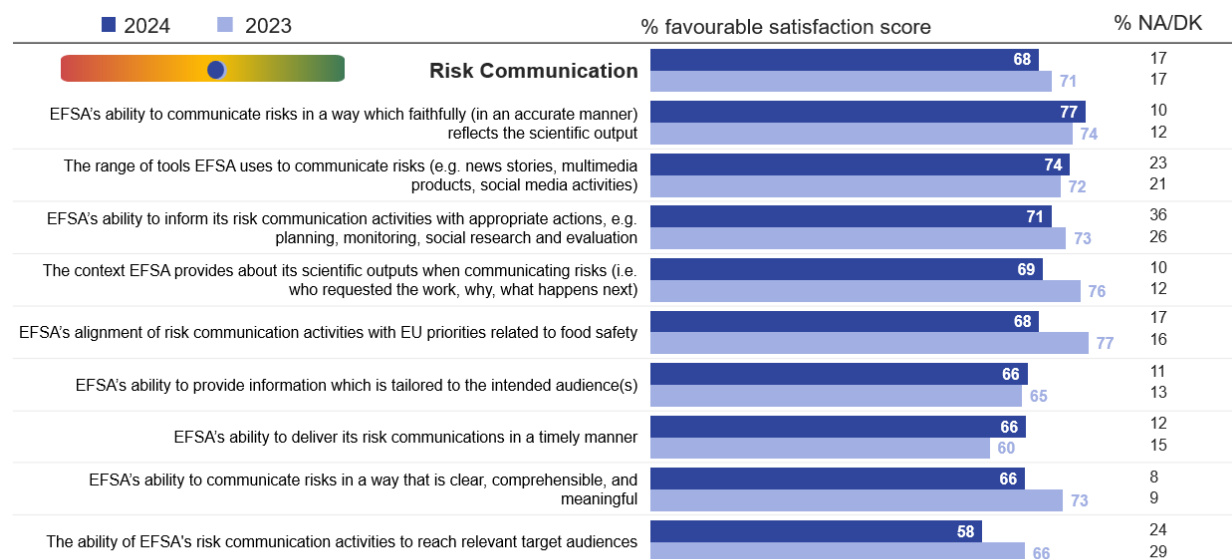 2024 2023 % favourable satisfaction score % NA/DK
Risk Communication 68 17
71 17
EFSA's ability to communicate risks in a way which faithfully (in an accurate manner) 77 10
reflects the scientific output 74 12
The range of tools EFSA uses to communicate risks (e.g. news stories, multimedia 74 23
products, social media activities) 72 21
EFSA's ability to inform its risk communication activities with appropriate actions, e.g. 71 36
planning, monitoring, social research and evaluation 73 26
The context EFSA provides about its scientific outputs when communicating risks (i.e. 69 10
who requested the work, why, what happens next) 76 12
EFSA's alignment of risk communication activities with EU priorities related to food safety 68 17
77 16
EFSA's ability to provide information which is tailored to the intended audience(s) 66 11
65 13
EFSA's ability to deliver its risk communications in a timely manner 66 12
60 15
EFSA's ability to communicate risks in a way that is clear, comprehensible, and 66 8
meaningful 73 9
The ability of EFSA's risk communication activities to reach relevant target audiences 58 24
66 29